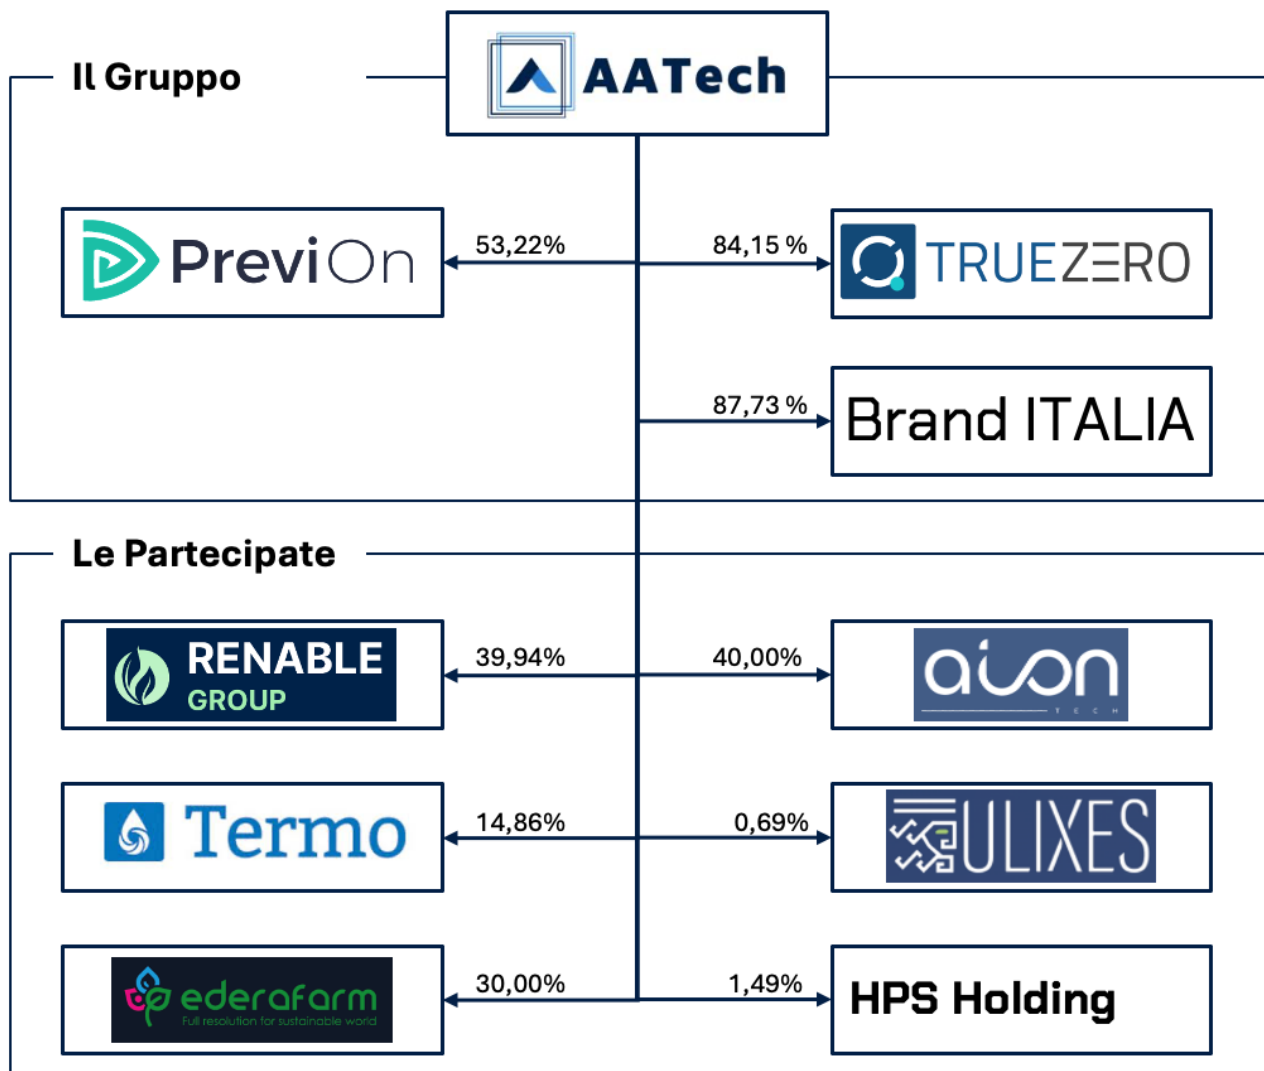 AATech
Il Gruppo
PreviOn
53,22%
84,15 %
TRUEZERO
87,73 %
Brand ITALIA
Le Partecipate
RENABLE
GROUP
39,94%
40,00%
aion
TECH
Termo
14,86%
0,69%
ULIXES
ederafarm
Full resolution for sustainable world
30,00%
1,49%
HPS Holding